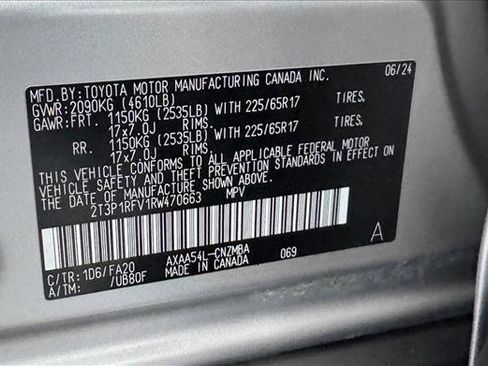 MFD.BY:TOYOTA MOTOR MANUFACTURING CANADA INC. 06/24
GVWR:2090KG (4610LB)
GAWR:FRT. 1150KG (2535LB) WITH 225/65R17 TIRES.
17x7.0J RIMS.
RR. 1150KG (2535LB) WITH 225/65R17 TIRES.
17x7.0J RIMS.
THIS VEHICLE CONFORMS TO ALL APPLICABLE FEDERAL MOTOR
VEHICLE SAFETY AND THEFT PREVENTION STANDARDS IN EFFECT ON
THE DATE OF MANUFACTURE SHOWN ABOVE.
2T3P1RFV1RW470663 MPV
C/TR:1D6/FA20 AXAA54L-CNZMBA 069 A
A/TM: /UB80F MADE IN CANADA